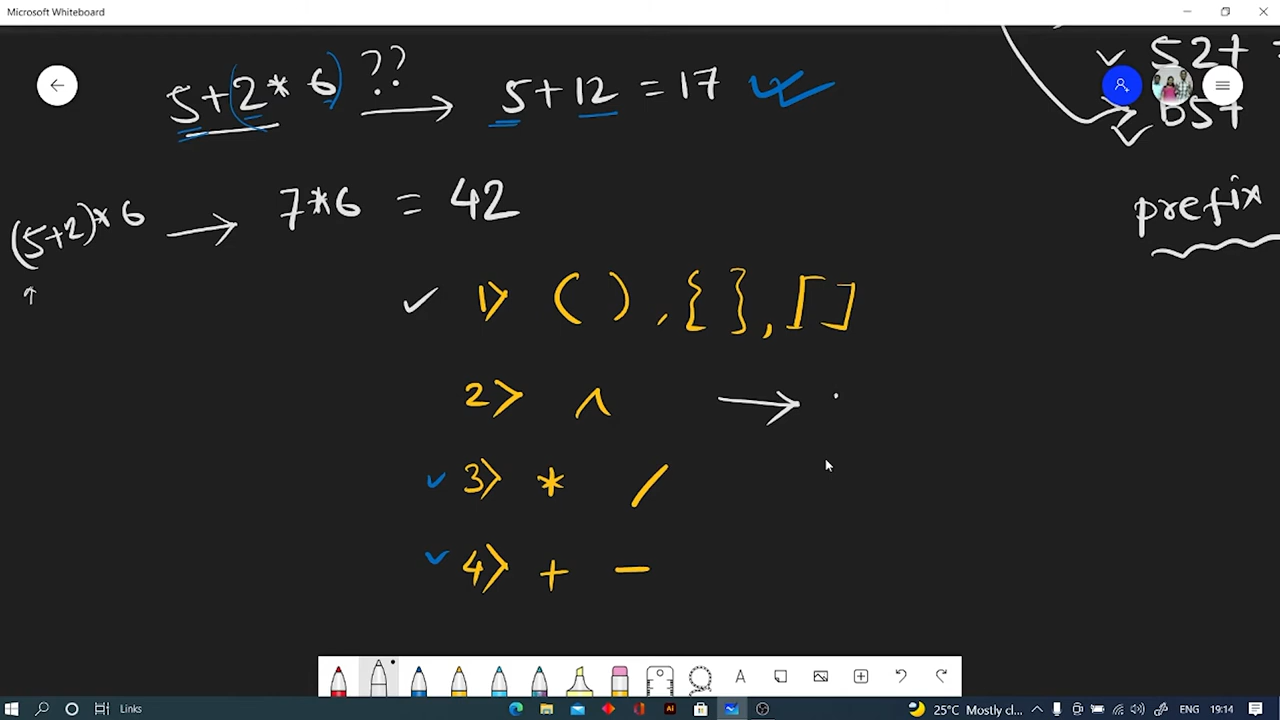 Microsoft Whiteboard
5+(2*6) ?? → 5+12 = 17
52+
65+
(5+2)*6 → 7*6 = 42
prefix
1> ( ), { }, [ ]
2> ^ →
3> * /
4> + -
Links
25°C Mostly cl... ENG 19:14